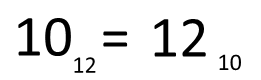 10₁₂ = 12₁₀